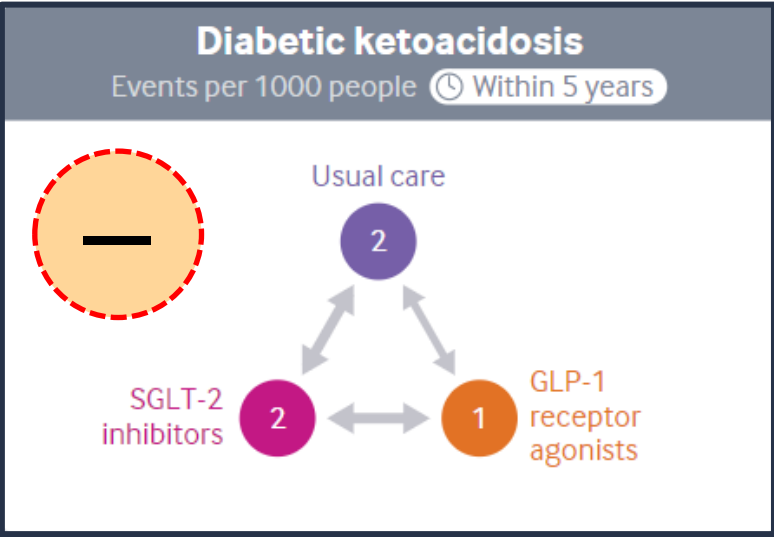 Diabetic ketoacidosis
Events per 1000 people Within 5 years
Usual care
2
SGLT-2
inhibitors
2
1
GLP-1
receptor
agonists